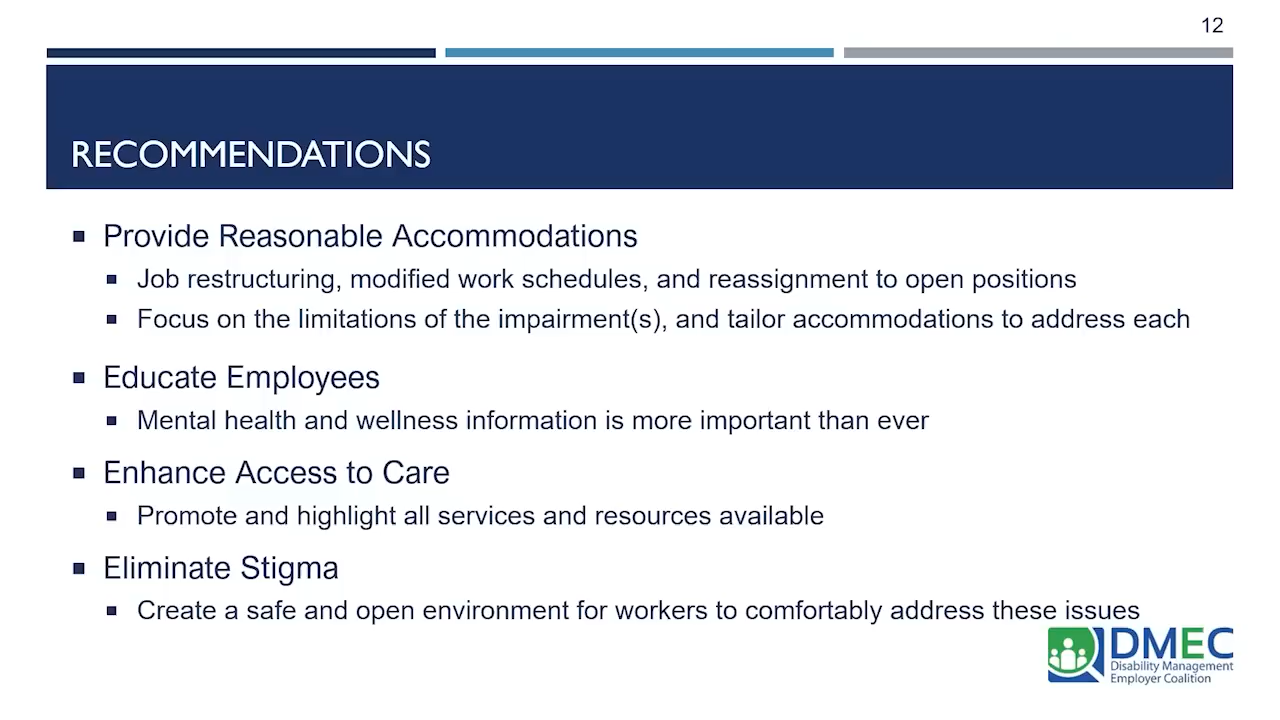 12
RECOMMENDATIONS
▪ Provide Reasonable Accommodations
▪ Job restructuring, modified work schedules, and reassignment to open positions
▪ Focus on the limitations of the impairment(s), and tailor accommodations to address each
▪ Educate Employees
▪ Mental health and wellness information is more important than ever
▪ Enhance Access to Care
▪ Promote and highlight all services and resources available
▪ Eliminate Stigma
▪ Create a safe and open environment for workers to comfortably address these issues
DMEC
Disability Management
Employer Coalition